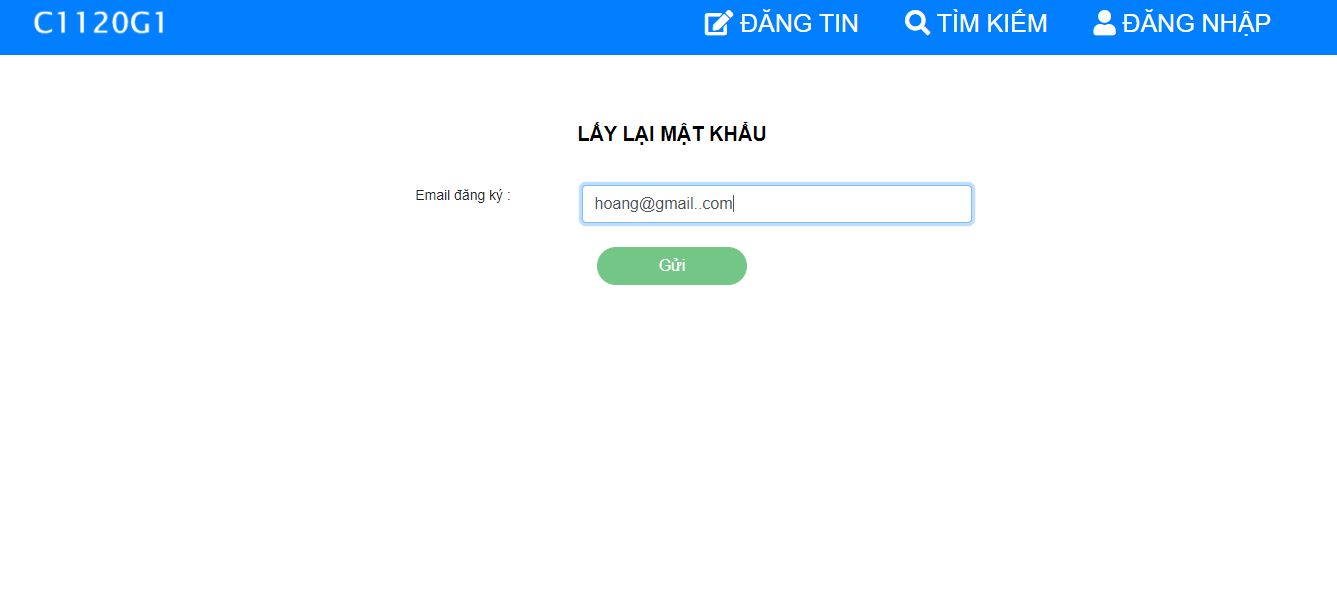 C1120G1 ĐĂNG TIN TÌM KIẾM ĐĂNG NHẬP
LẤY LẠI MẬT KHẨU
Email đăng ký :
hoang@gmail..com
Gửi